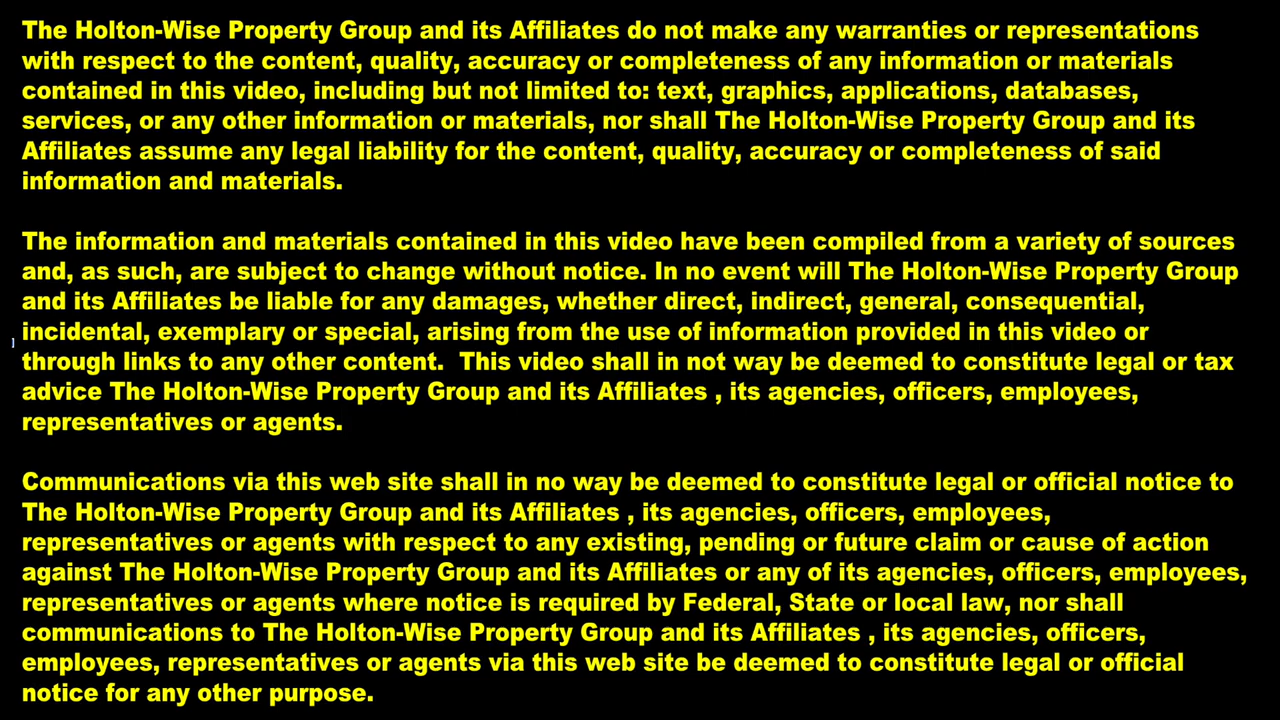 The Holton-Wise Property Group and its Affiliates do not make any warranties or representations
with respect to the content, quality, accuracy or completeness of any information or materials
contained in this video, including but not limited to: text, graphics, applications, databases,
services, or any other information or materials, nor shall The Holton-Wise Property Group and its
Affiliates assume any legal liability for the content, quality, accuracy or completeness of said
information and materials.
The information and materials contained in this video have been compiled from a variety of sources
and, as such, are subject to change without notice. In no event will The Holton-Wise Property Group
and its Affiliates be liable for any damages, whether direct, indirect, general, consequential,
incidental, exemplary or special, arising from the use of information provided in this video or
through links to any other content.  This video shall in not way be deemed to constitute legal or tax
advice The Holton-Wise Property Group and its Affiliates , its agencies, officers, employees,
representatives or agents.
Communications via this web site shall in no way be deemed to constitute legal or official notice to
The Holton-Wise Property Group and its Affiliates , its agencies, officers, employees,
representatives or agents with respect to any existing, pending or future claim or cause of action
against The Holton-Wise Property Group and its Affiliates or any of its agencies, officers, employees,
representatives or agents where notice is required by Federal, State or local law, nor shall
communications to The Holton-Wise Property Group and its Affiliates , its agencies, officers,
employees, representatives or agents via this web site be deemed to constitute legal or official
notice for any other purpose.